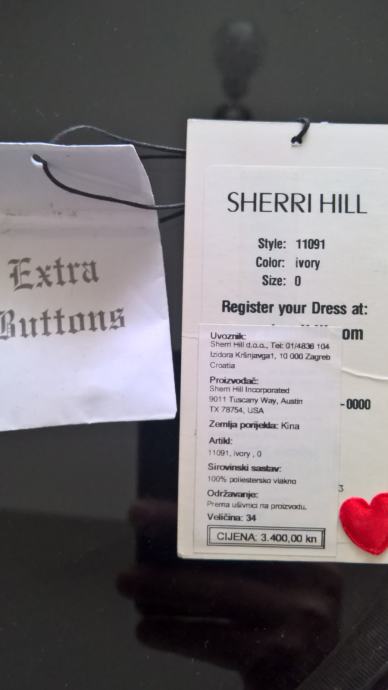 Extra
Buttons
SHERRI HILL
Style: 11091
Color: ivory
Size: 0
Register your Dress at:
om
-0000
3
Uvoznik:
Sherri Hill d.o.o., Tel: 01/4836 104
Izidora Kršnjavga1, 10 000 Zagreb
Croatia
Proizvođač:
Sherri Hill Incorporated
9011 Tuscany Way, Austin
TX 78754, USA
Zemlja porijekla: Kina
Artikl:
11091, ivory , 0
Sirovinski sastav:
100% poliestersko vlakno
Održavanje:
Prema ušivnici na proizvodu.
Veličina: 34
CIJENA: 3.400,00 kn